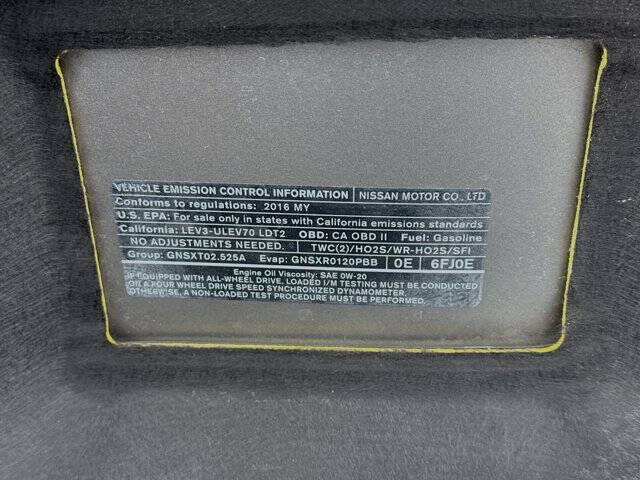 VEHICLE EMISSION CONTROL INFORMATION NISSAN MOTOR CO., LTD
Conforms to regulations: 2016 MY
U.S. EPA: For sale only in states with California emissions standards
California: LEV3-ULEV70 LDT2 OBD: CA OBD II Fuel: Gasoline
NO ADJUSTMENTS NEEDED. TWC(2)/HO2S/WR-HO2S/SFI
Group: GNSXT02.525A Evap: GNSXR0120PBB 0E 6FJ0E
Engine Oil Viscosity: SAE 0W-20
IF EQUIPPED WITH ALL-WHEEL DRIVE. LOADED I/M TESTING MUST BE CONDUCTED
ON A FOUR WHEEL DRIVE SPEED SYNCHRONIZED DYNAMOMETER.
OTHERWISE, A NON-LOADED TEST PROCEDURE MUST BE PERFORMED.